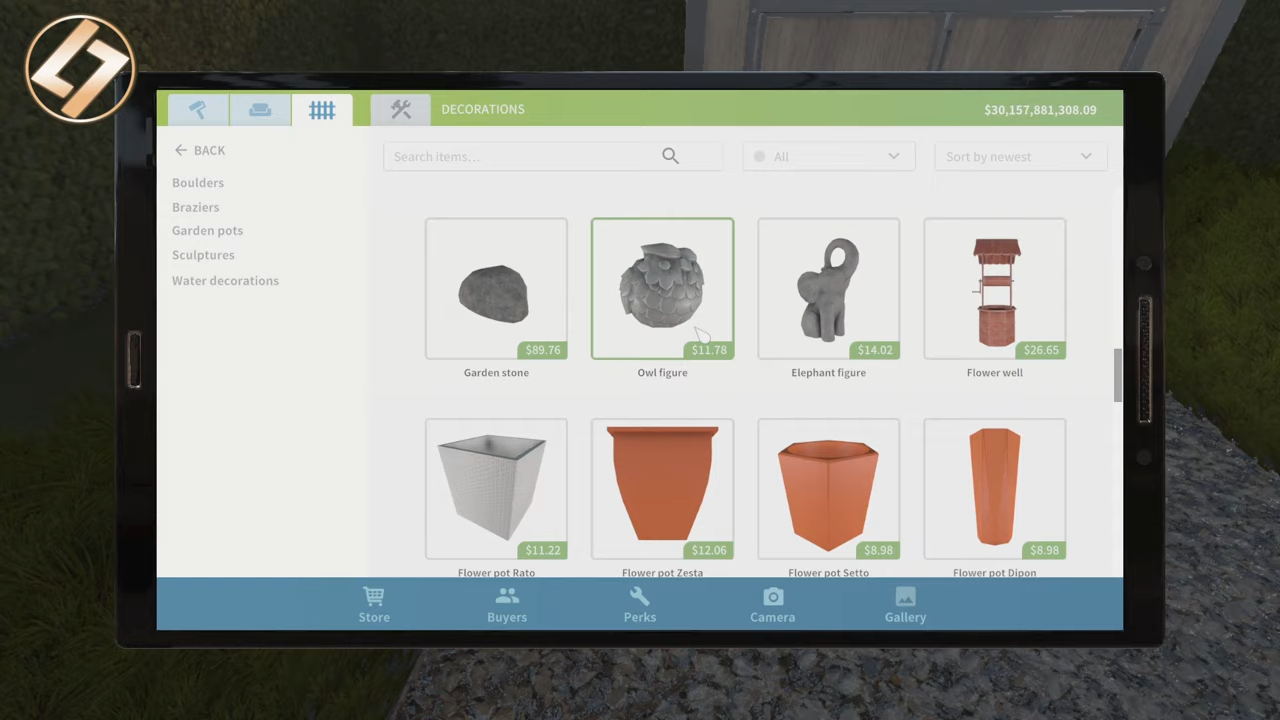 DECORATIONS
$30,157,881,308.09
BACK
Search items...
All
Sort by newest
Boulders
Braziers
Garden pots
Sculptures
Water decorations
$89.76
$11.78
$14.02
$26.65
Garden stone
Owl figure
Elephant figure
Flower well
$11.22
$12.06
$8.98
$8.98
Flower pot Rato
Flower pot Zesta
Flower pot Setto
Flower pot Dipon
Store
Buyers
Perks
Camera
Gallery